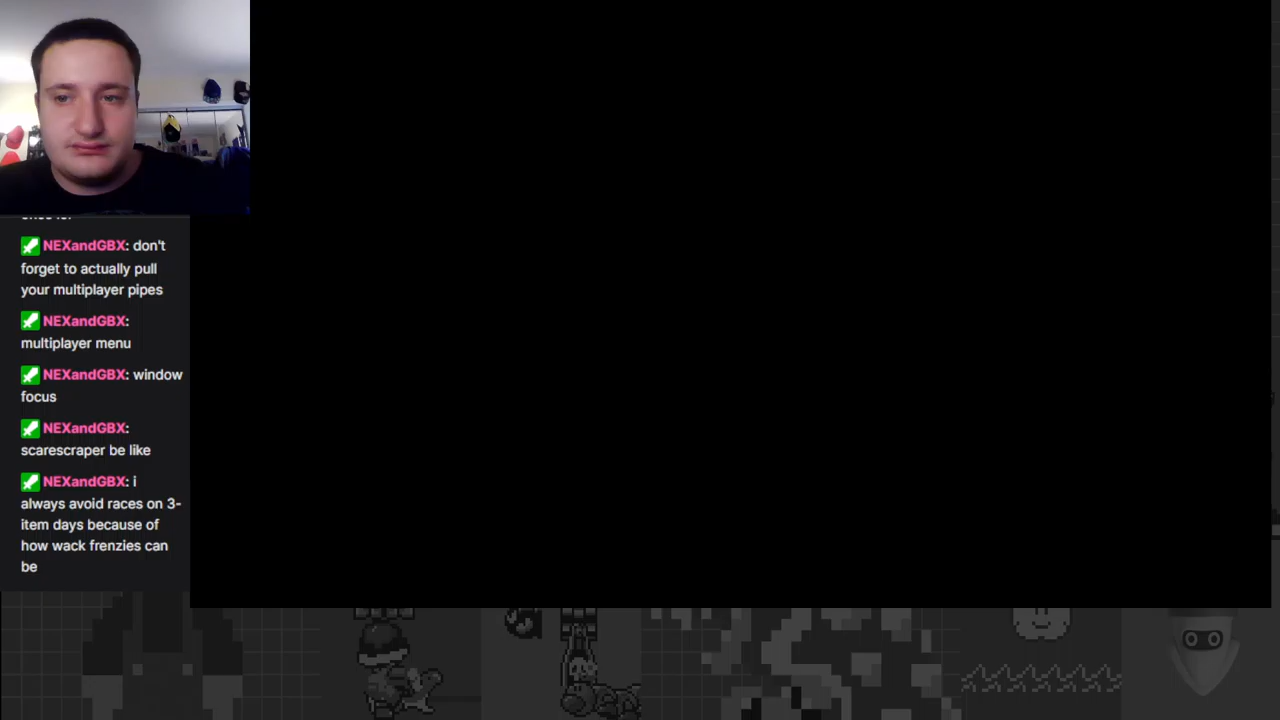 NEXandGBX: don't
forget to actually pull
your multiplayer pipes
NEXandGBX:
multiplayer menu
NEXandGBX: window
focus
NEXandGBX:
scarescraper be like
NEXandGBX: i
always avoid races on 3-
item days because of
how wack frenzies can
be